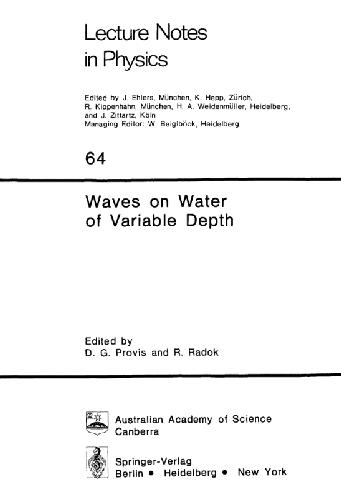 Lecture Notes
in Physics
Edited by J. Ehlers, München, K. Hepp, Zürich,
R. Kippenhahn, München, H. A. Weidenmüller, Heidelberg,
and J. Zittartz, Köln
Managing Editor: W. Beiglböck, Heidelberg
64
Waves on Water
of Variable Depth
Edited by
D. G. Provis and R. Radok
Australian Academy of Science
Canberra
Springer-Verlag
Berlin • Heidelberg • New York